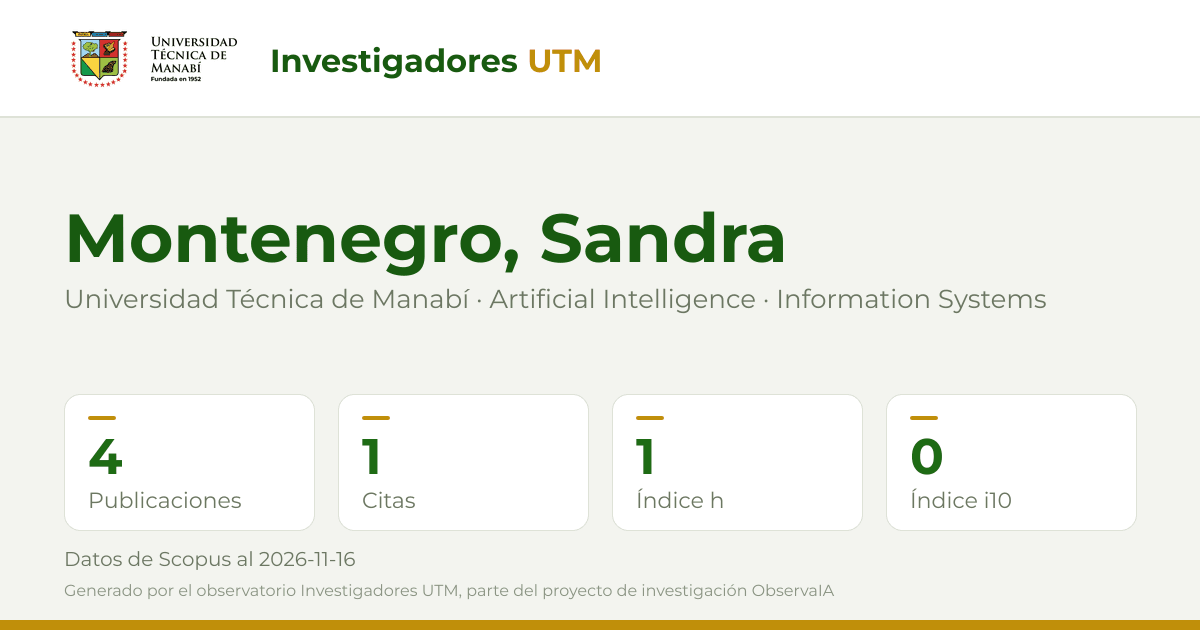 UNIVERSIDAD
TÉCNICA DE
MANABÍ
Fundada en 1952
Investigadores UTM
Montenegro, Sandra
Universidad Técnica de Manabí · Artificial Intelligence · Information Systems
4
Publicaciones
1
Citas
1
Índice h
0
Índice i10
Datos de Scopus al 2026-11-16
Generado por el observatorio Investigadores UTM, parte del proyecto de investigación ObservaIA